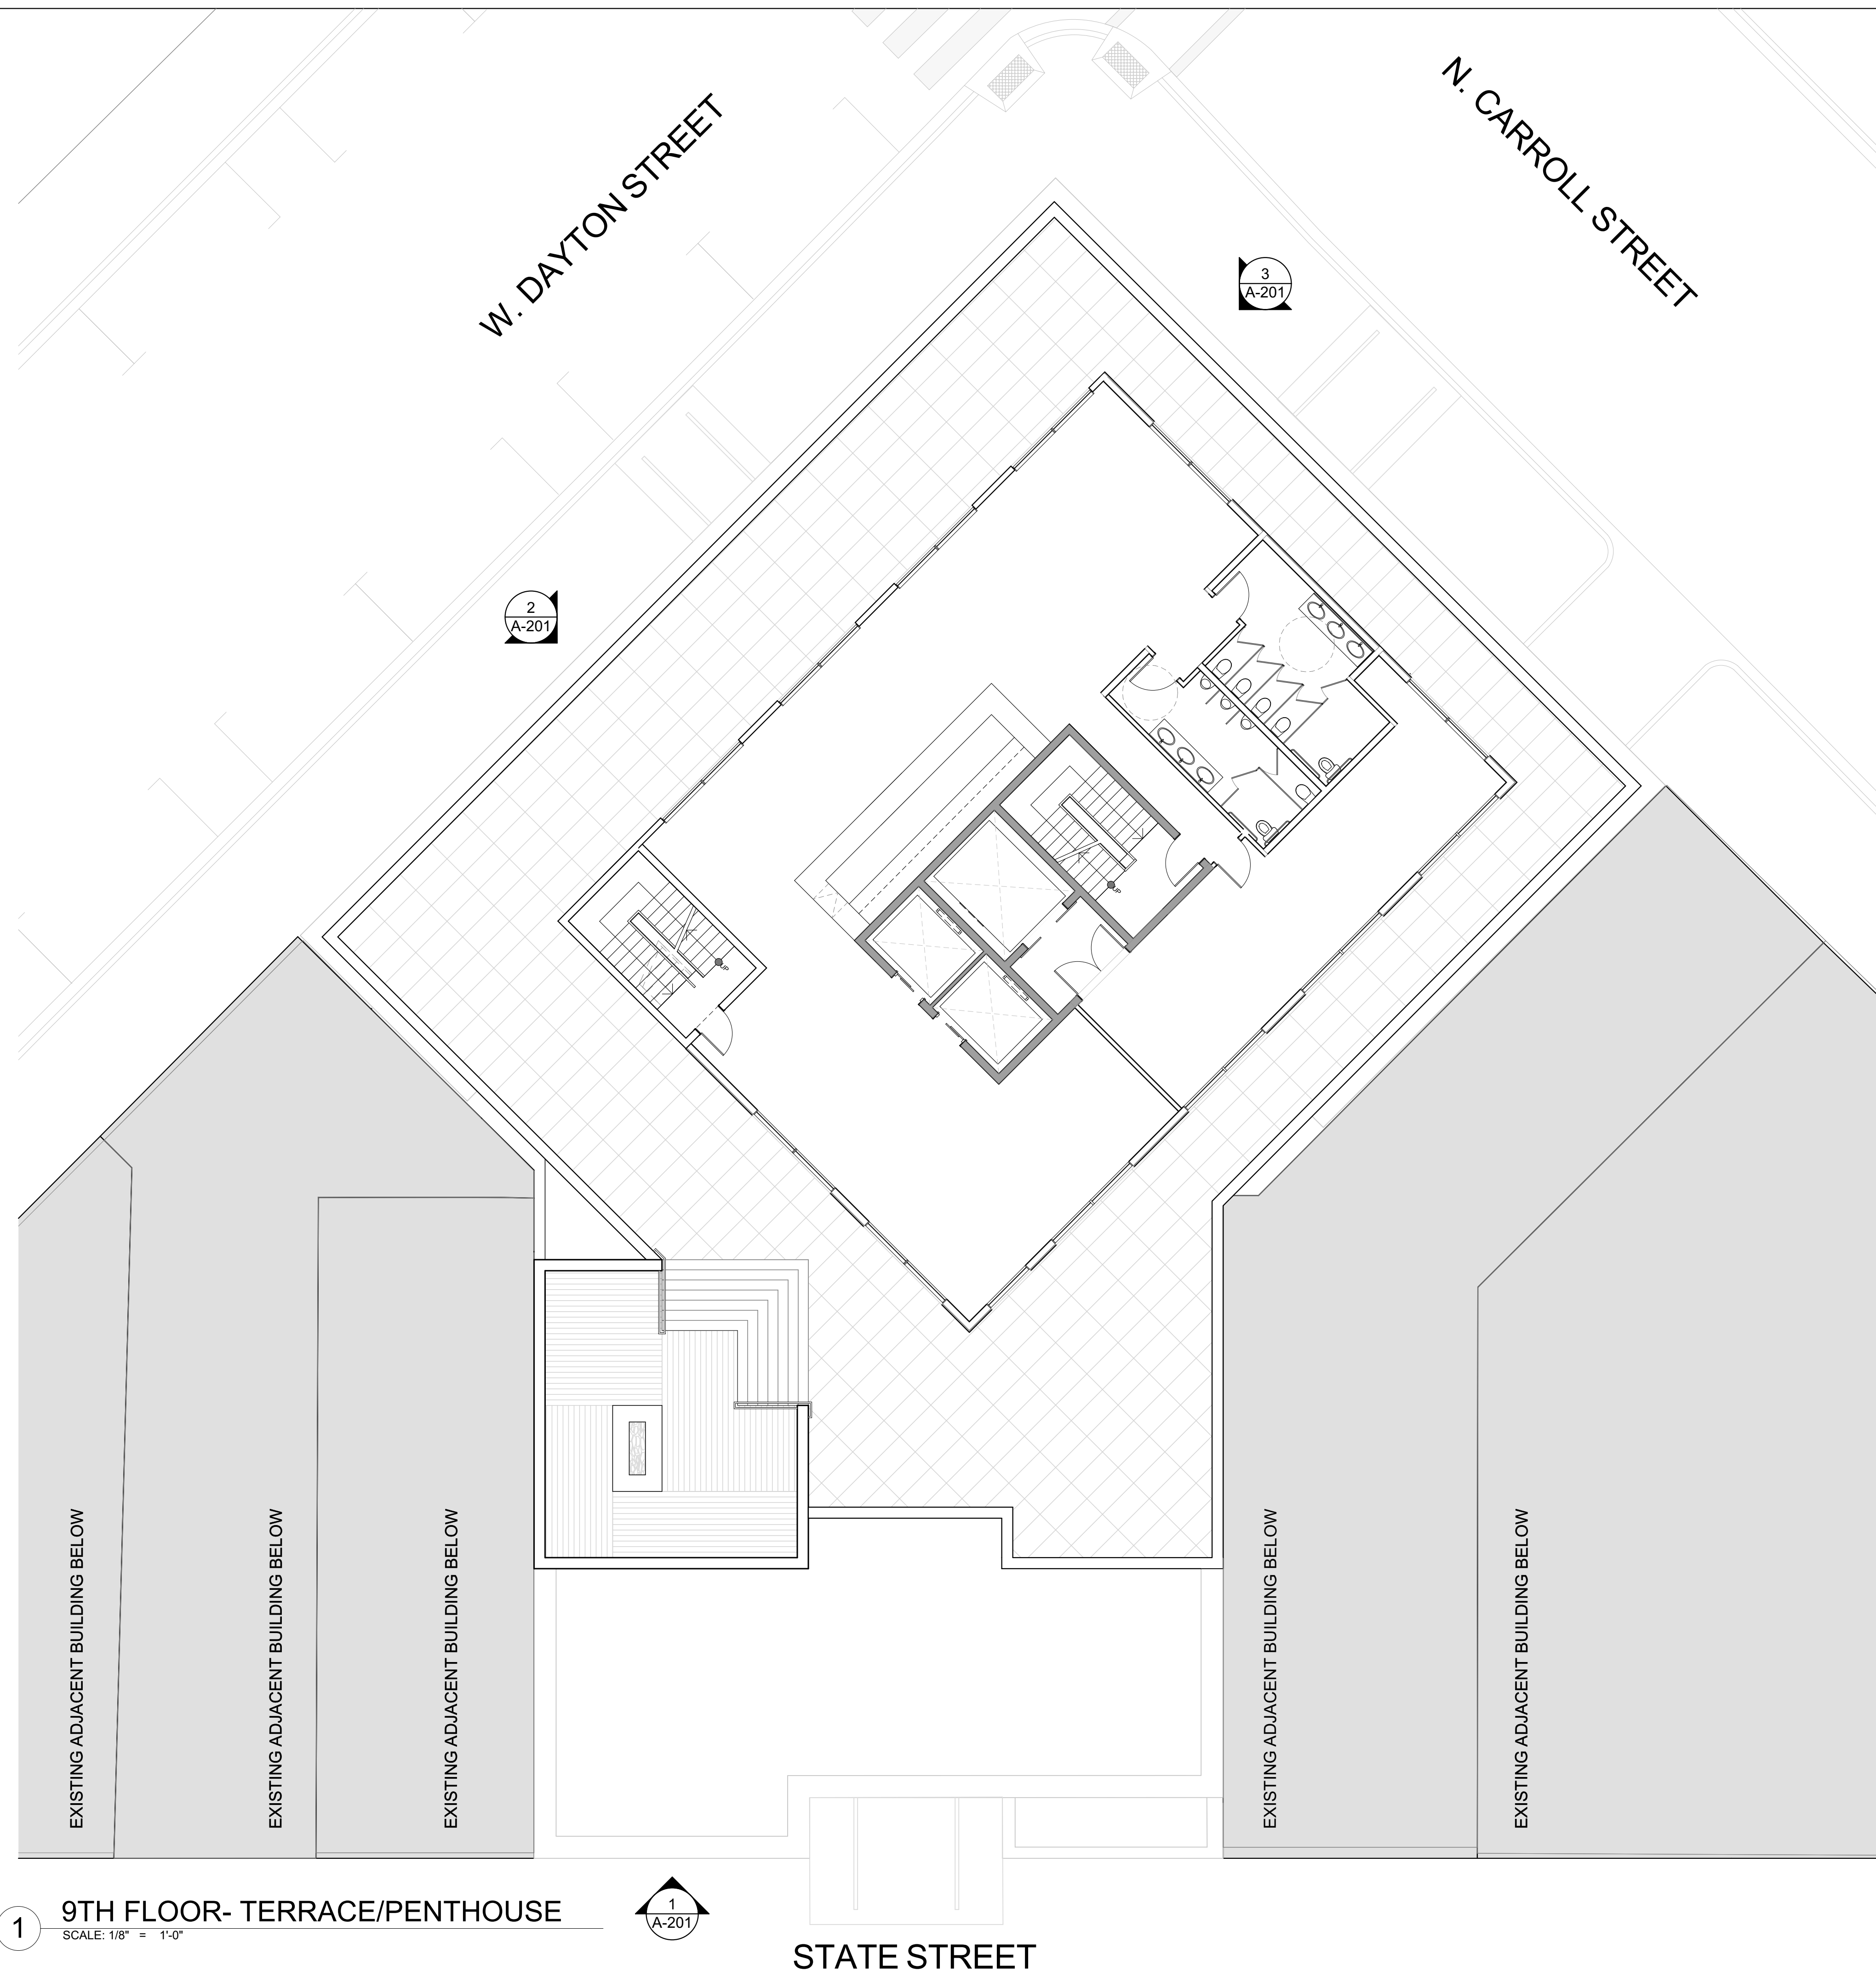 W. DAYTON STREET
N. CARROLL STREET
3
A-201
2
A-201
UP
UP
EXISTING ADJACENT BUILDING BELOW
EXISTING ADJACENT BUILDING BELOW
EXISTING ADJACENT BUILDING BELOW
EXISTING ADJACENT BUILDING BELOW
EXISTING ADJACENT BUILDING BELOW
1
9TH FLOOR- TERRACE/PENTHOUSE
SCALE: 1/8" = 1'-0"
1
A-201
STATE STREET